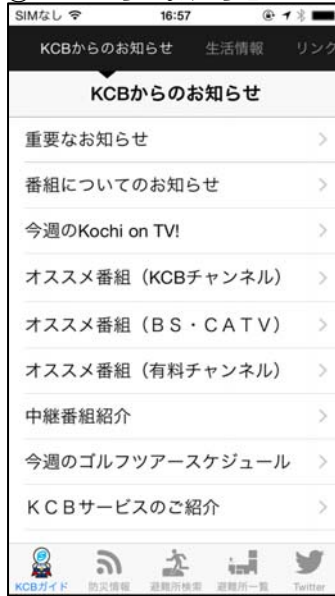 SIMなし 16:57
KCBからのお知らせ 生活情報 リンク
KCBからのお知らせ
重要なお知らせ
番組についてのお知らせ
今週のKochi on TV!
オススメ番組（KCBチャンネル）
オススメ番組（ＢＳ・ＣＡＴＶ）
オススメ番組（有料チャンネル）
中継番組紹介
今週のゴルフツアースケジュール
ＫＣＢサービスのご紹介
KCBガイド 防災情報 避難所検索 避難所一覧 Twitter